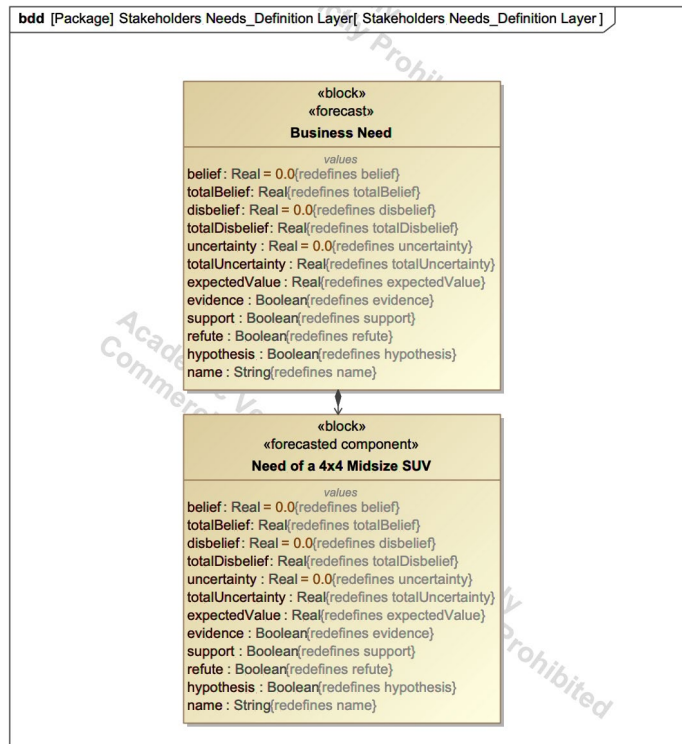 bdd [Package] Stakeholders Needs_Definition Layer[ Stakeholders Needs_Definition Layer ]
«block»
«forecast»
Business Need
values
belief : Real = 0.0{redefines belief}
totalBelief : Real{redefines totalBelief}
disbelief : Real = 0.0{redefines disbelief}
totalDisbelief : Real{redefines totalDisbelief}
uncertainty : Real = 0.0{redefines uncertainty}
totalUncertainty : Real{redefines totalUncertainty}
expectedValue : Real{redefines expectedValue}
evidence : Boolean{redefines evidence}
support : Boolean{redefines support}
refute : Boolean{redefines refute}
hypothesis : Boolean{redefines hypothesis}
name : String{redefines name}
«block»
«forecasted component»
Need of a 4x4 Midsize SUV
values
belief : Real = 0.0{redefines belief}
totalBelief : Real{redefines totalBelief}
disbelief : Real = 0.0{redefines disbelief}
totalDisbelief : Real{redefines totalDisbelief}
uncertainty : Real = 0.0{redefines uncertainty}
totalUncertainty : Real{redefines totalUncertainty}
expectedValue : Real{redefines expectedValue}
evidence : Boolean{redefines evidence}
support : Boolean{redefines support}
refute : Boolean{redefines refute}
hypothesis : Boolean{redefines hypothesis}
name : String{redefines name}
Prohibited